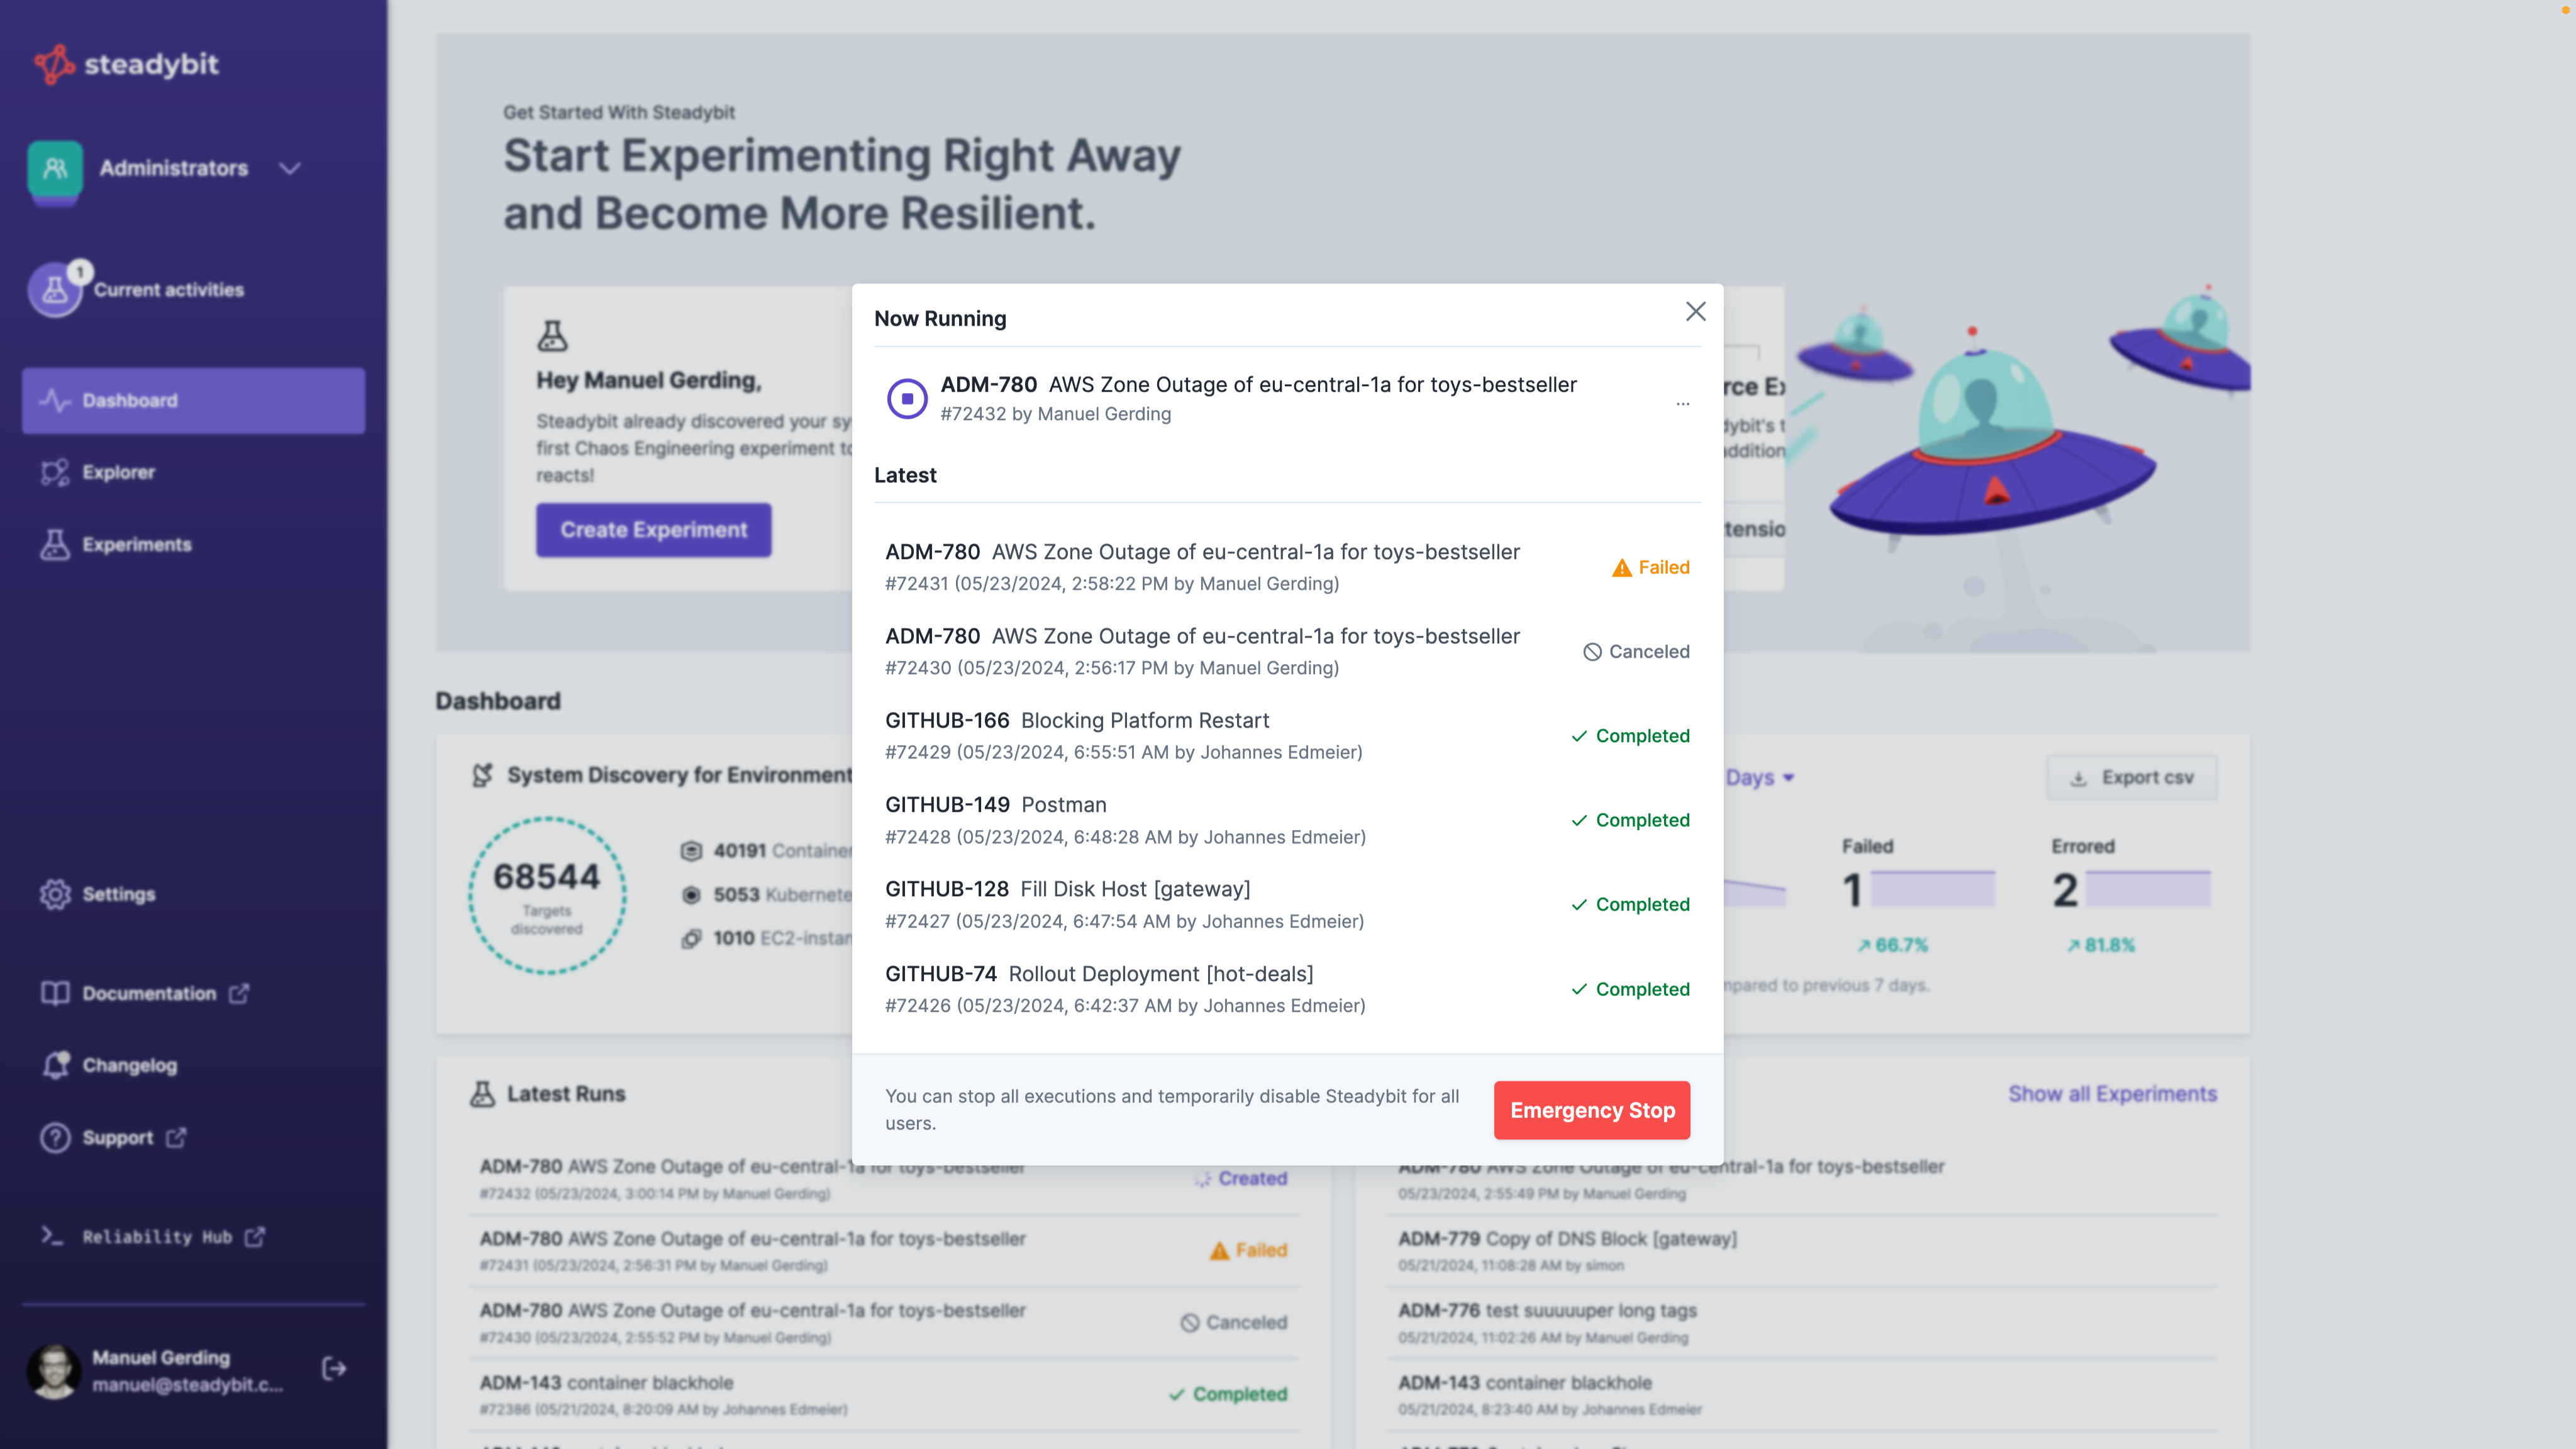 steadybit
Administrators
1
Current activities
Dashboard
Explorer
Experiments
Settings
Documentation
Changelog
Support
Reliability Hub
Manuel Gerding
manuel@steadybit.c...
Get Started With Steadybit
Start Experimenting Right Away
and Become More Resilient.
Hey Manuel Gerding,
Steadybit already discovered your sy
first Chaos Engineering experiment to
reacts!
Create Experiment
rce Ex
dybit's t
addition
tensio
Now Running
ADM-780 AWS Zone Outage of eu-central-1a for toys-bestseller
#72432 by Manuel Gerding
...
Latest
ADM-780 AWS Zone Outage of eu-central-1a for toys-bestseller
#72431 (05/23/2024, 2:58:22 PM by Manuel Gerding)
Failed
ADM-780 AWS Zone Outage of eu-central-1a for toys-bestseller
#72430 (05/23/2024, 2:56:17 PM by Manuel Gerding)
Canceled
GITHUB-166 Blocking Platform Restart
#72429 (05/23/2024, 6:55:51 AM by Johannes Edmeier)
Completed
GITHUB-149 Postman
#72428 (05/23/2024, 6:48:28 AM by Johannes Edmeier)
Completed
GITHUB-128 Fill Disk Host [gateway]
#72427 (05/23/2024, 6:47:54 AM by Johannes Edmeier)
Completed
GITHUB-74 Rollout Deployment [hot-deals]
#72426 (05/23/2024, 6:42:37 AM by Johannes Edmeier)
Completed
You can stop all executions and temporarily disable Steadybit for all
users.
Emergency Stop
Dashboard
System Discovery for Environment
68544
Targets
discovered
40191 Container
5053 Kubernete
1010 EC2-instan
Days
Export csv
Failed
1
66.7%
Errored
2
81.8%
mpared to previous 7 days.
Latest Runs
ADM-780 AWS Zone Outage of eu-central-1a for toys-bestseller
#72432 (05/23/2024, 3:00:14 PM by Manuel Gerding)
Created
ADM-780 AWS Zone Outage of eu-central-1a for toys-bestseller
#72431 (05/23/2024, 2:56:31 PM by Manuel Gerding)
Failed
ADM-780 AWS Zone Outage of eu-central-1a for toys-bestseller
#72430 (05/23/2024, 2:55:52 PM by Manuel Gerding)
Canceled
ADM-143 container blackhole
#72386 (05/21/2024, 8:20:09 AM by Johannes Edmeier)
Completed
Show all Experiments
ADM-780 AWS Zone Outage of eu-central-1a for toys-bestseller
05/23/2024, 2:55:49 PM by Manuel Gerding
ADM-779 Copy of DNS Block [gateway]
05/21/2024, 11:08:28 AM by simon
ADM-776 test suuuuuper long tags
05/21/2024, 11:02:26 AM by Manuel Gerding
ADM-143 container blackhole
05/21/2024, 8:23:40 AM by Johannes Edmeier